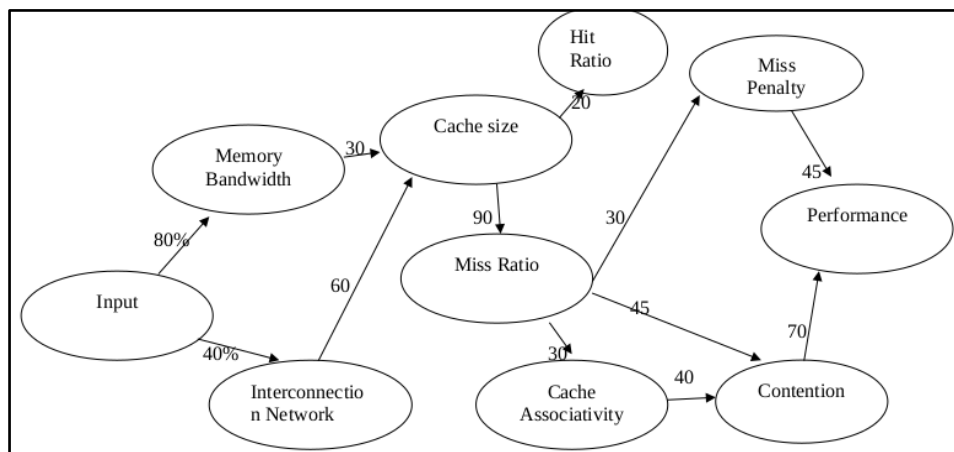 Hit
Ratio
Miss
Penalty
20
Cache size
Memory
Bandwidth
30
45
Performance
90
30
80%
Miss Ratio
Input
60
45
70
40%
30
Interconnectio
n Network
Cache
Associativity
40
Contention